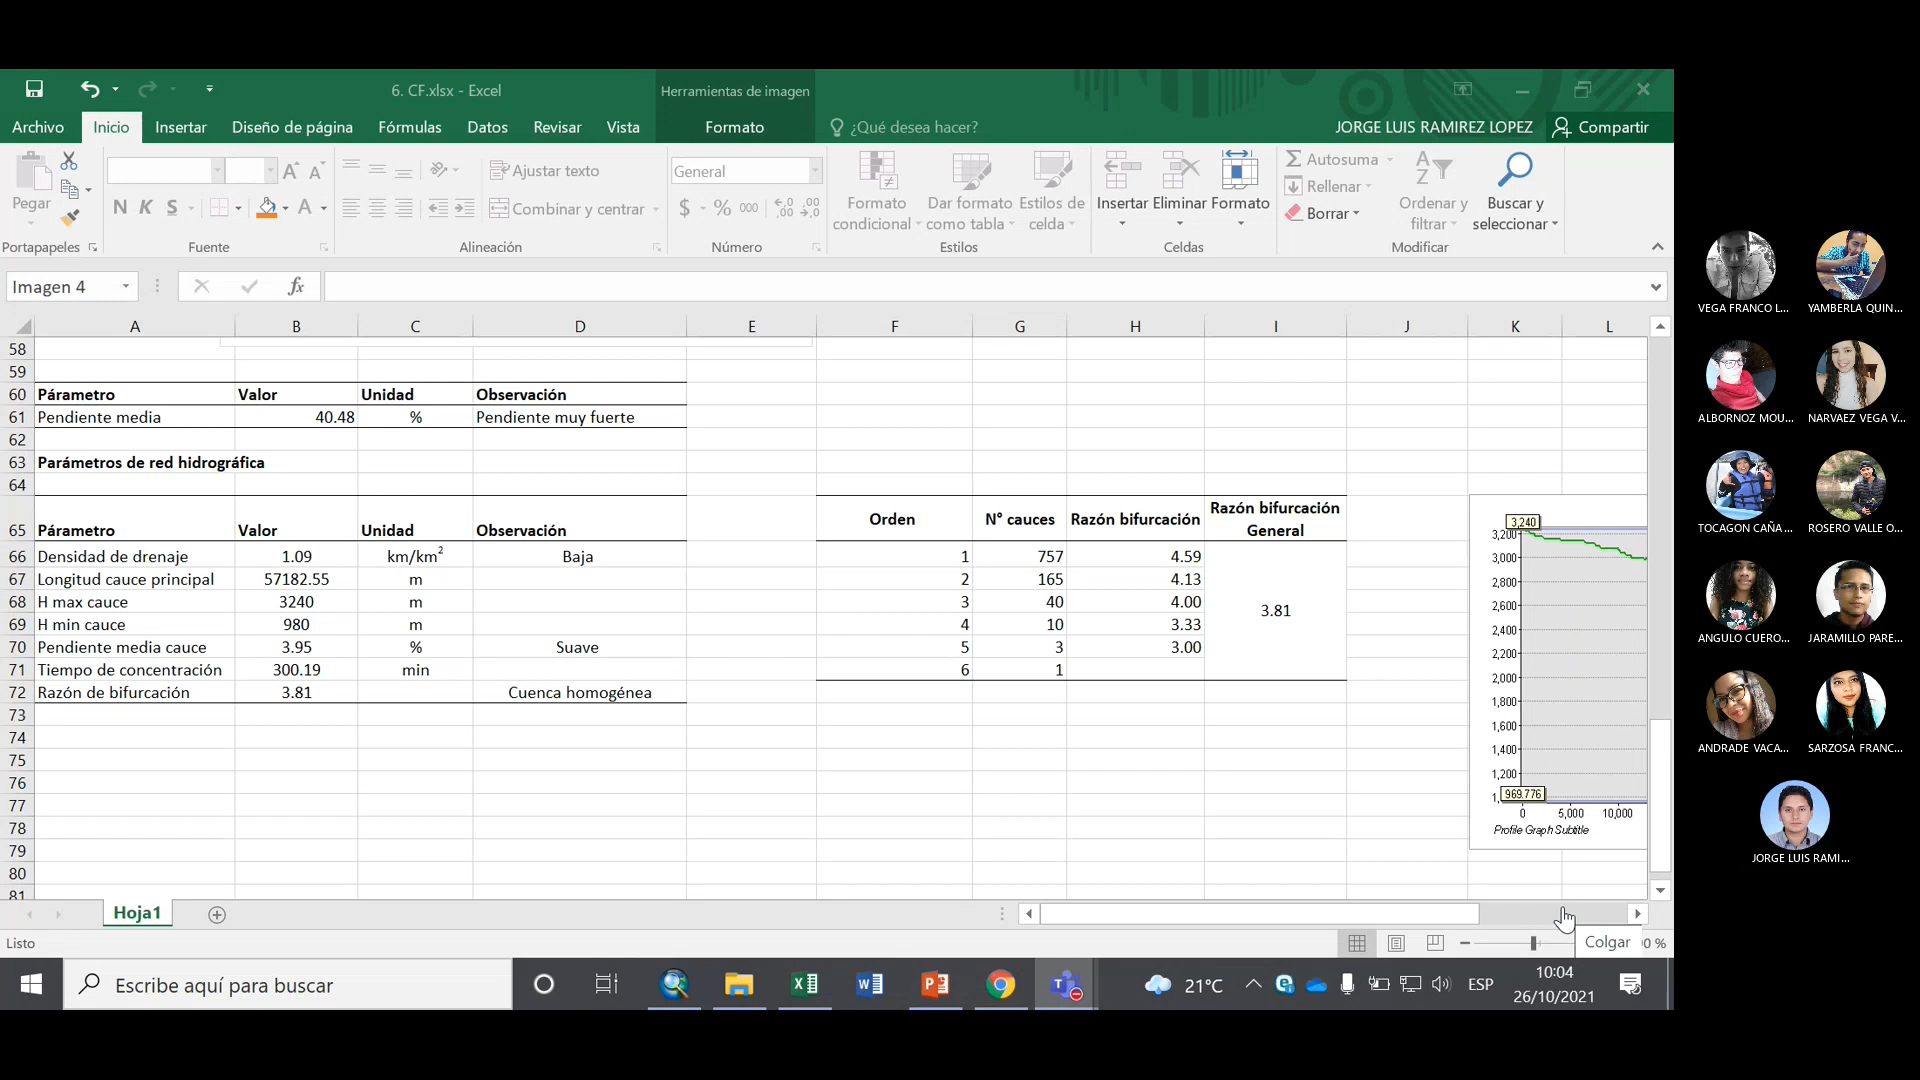 6. CF.xlsx - Excel
Herramientas de imagen
Archivo Inicio Insertar Diseño de página Fórmulas Datos Revisar Vista Formato ¿Qué desea hacer? JORGE LUIS RAMIREZ LOPEZ Compartir
Pegar
N K S
Ajustar texto
Combinar y centrar
General
$ % 000
Formato condicional
Dar formato como tabla
Estilos de celda
Insertar Eliminar Formato
Autosuma
Rellenar
Borrar
Ordenar y filtrar
Buscar y seleccionar
Portapapeles Fuente Alineación Número Estilos Celdas Modificar
Imagen 4 fx
A B C D E F G H I J K L
58
59
60 Párametro Valor Unidad Observación
61 Pendiente media 40.48 % Pendiente muy fuerte
62
63 Parámetros de red hidrográfica
64
65 Párametro Valor Unidad Observación Orden N° cauces Razón bifurcación Razón bifurcación General
66 Densidad de drenaje 1.09 km/km² Baja 1 757 4.59
67 Longitud cauce principal 57182.55 m 2 165 4.13
68 H max cauce 3240 m 3 40 4.00 3.81
69 H min cauce 980 m 4 10 3.33
70 Pendiente media cauce 3.95 % Suave 5 3 3.00
71 Tiempo de concentración 300.19 min 6 1
72 Razón de bifurcación 3.81 Cuenca homogénea
73
74
75
76
77
78
79
80
81
3,240
3,200
3,000
2,800
2,600
2,400
2,200
2,000
1,800
1,600
1,400
1,200
969.776
0 5,000 10,000
Profile Graph Subtitle
Hoja1
Listo
Colgar
Escribe aquí para buscar
21°C
ESP
10:04
26/10/2021
VEGA FRANCO L...
YAMBERLA QUIN...
ALBORNOZ MOU...
NARVAEZ VEGA V...
TOCAGON CAÑA ...
ROSERO VALLE O...
ANGULO CUERO...
JARAMILLO PARE...
ANDRADE VACA...
SARZOSA FRANC...
JORGE LUIS RAMI...